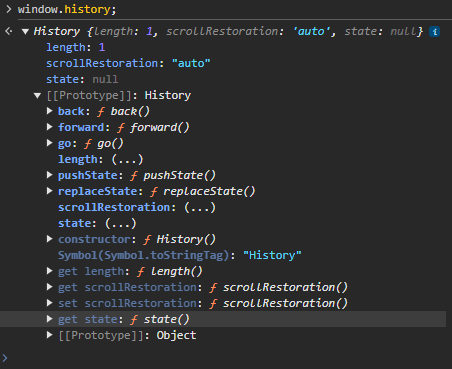 window.history;
History {length: 1, scrollRestoration: 'auto', state: null} i
length: 1
scrollRestoration: "auto"
state: null
[[Prototype]]: History
back: ƒ back()
forward: ƒ forward()
go: ƒ go()
length: (...)
pushState: ƒ pushState()
replaceState: ƒ replaceState()
scrollRestoration: (...)
state: (...)
constructor: ƒ History()
Symbol(Symbol.toStringTag): "History"
get length: ƒ length()
get scrollRestoration: ƒ scrollRestoration()
set scrollRestoration: ƒ scrollRestoration()
get state: ƒ state()
[[Prototype]]: Object